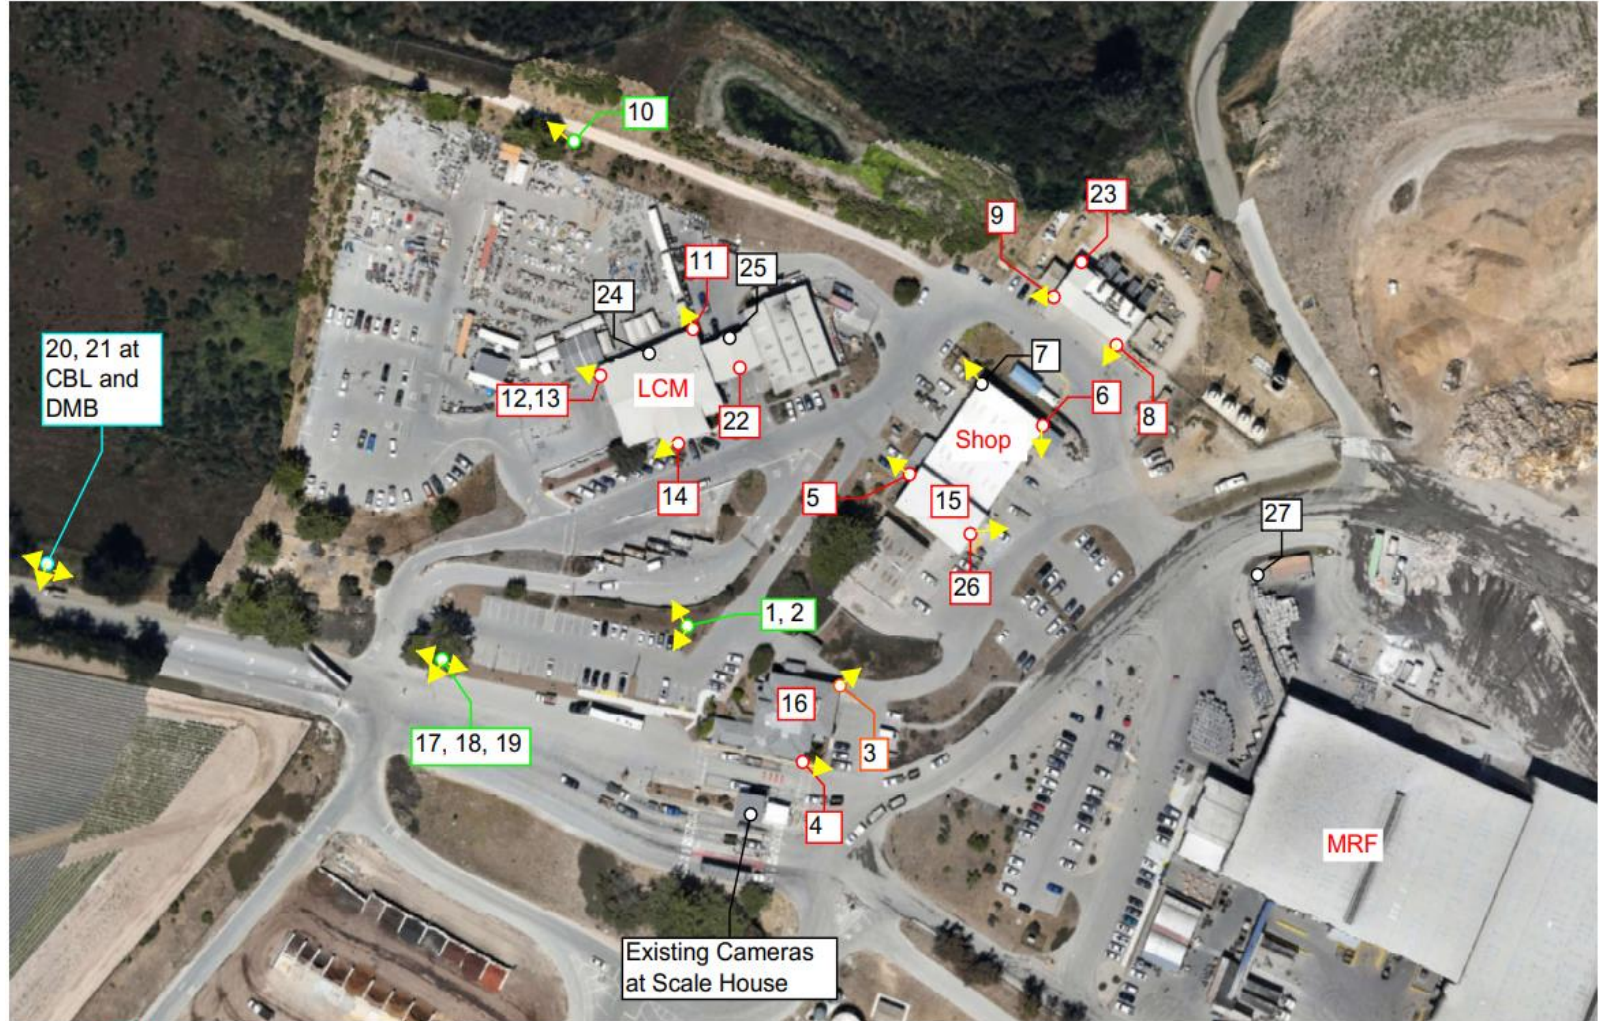 10
23
9
11
25
24
20, 21 at
CBL and
DMB
7
LCM
12,13
6
22
8
Shop
14
5
15
27
26
1, 2
16
17, 18, 19
3
4
MRF
Existing Cameras
at Scale House